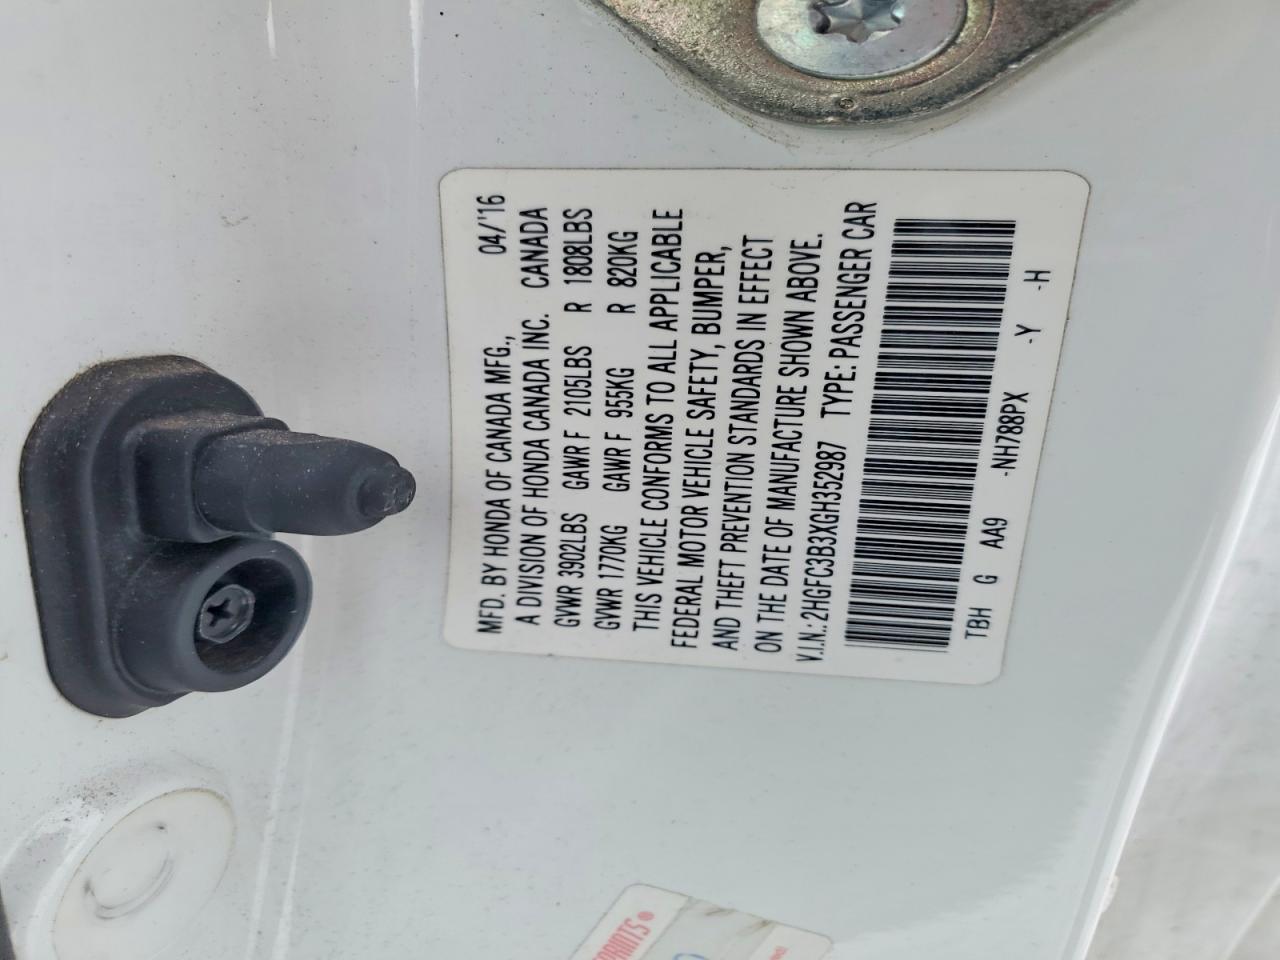 MFD. BY HONDA OF CANADA MFG., 04/'16
A DIVISION OF HONDA CANADA INC. CANADA
GVWR 3902LBS GAWR F 2105LBS R 1808LBS
GVWR 1770KG GAWR F 955KG R 820KG
THIS VEHICLE CONFORMS TO ALL APPLICABLE
FEDERAL MOTOR VEHICLE SAFETY, BUMPER,
AND THEFT PREVENTION STANDARDS IN EFFECT
ON THE DATE OF MANUFACTURE SHOWN ABOVE.
V.I.N.: 2HGFC3B3XGH352987 TYPE: PASSENGER CAR
TBH G AA9 -NH788PX -Y -H